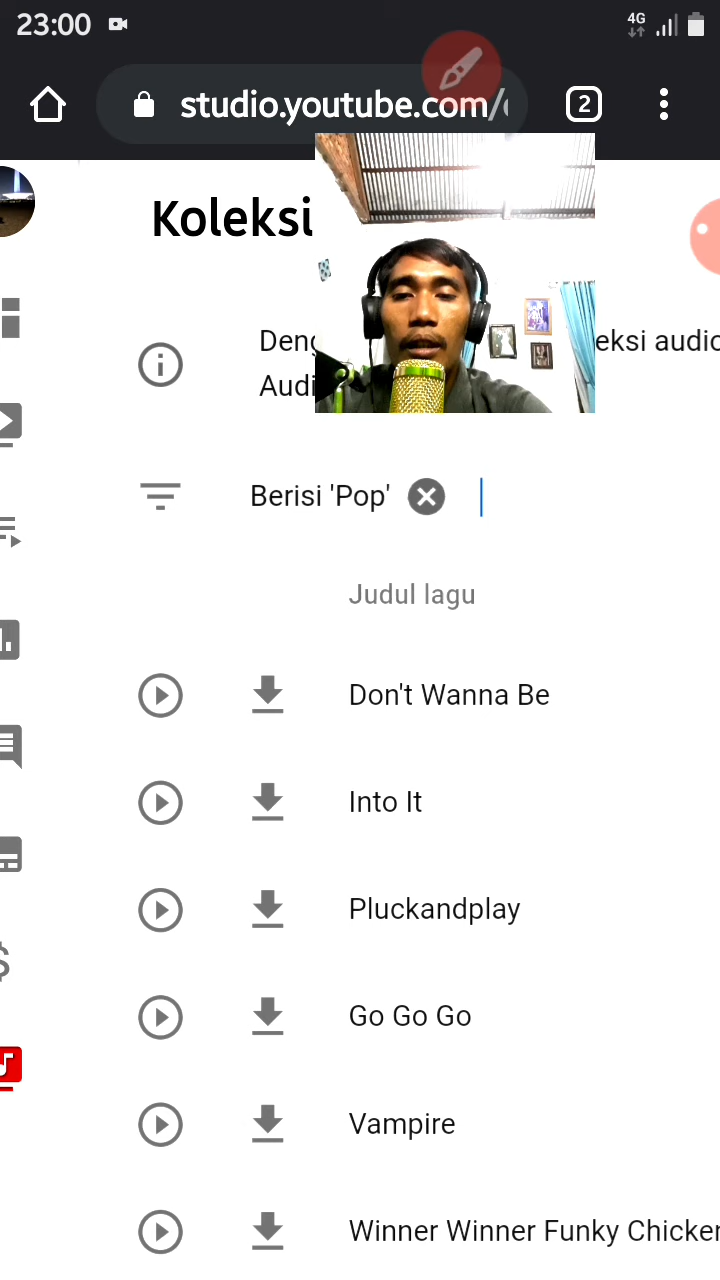 23:00
4G
studio.youtube.com/
2
Koleksi
eksi audio
Audi
Berisi 'Pop'
Judul lagu
Don't Wanna Be
Into It
Pluckandplay
Go Go Go
Vampire
Winner Winner Funky Chicken